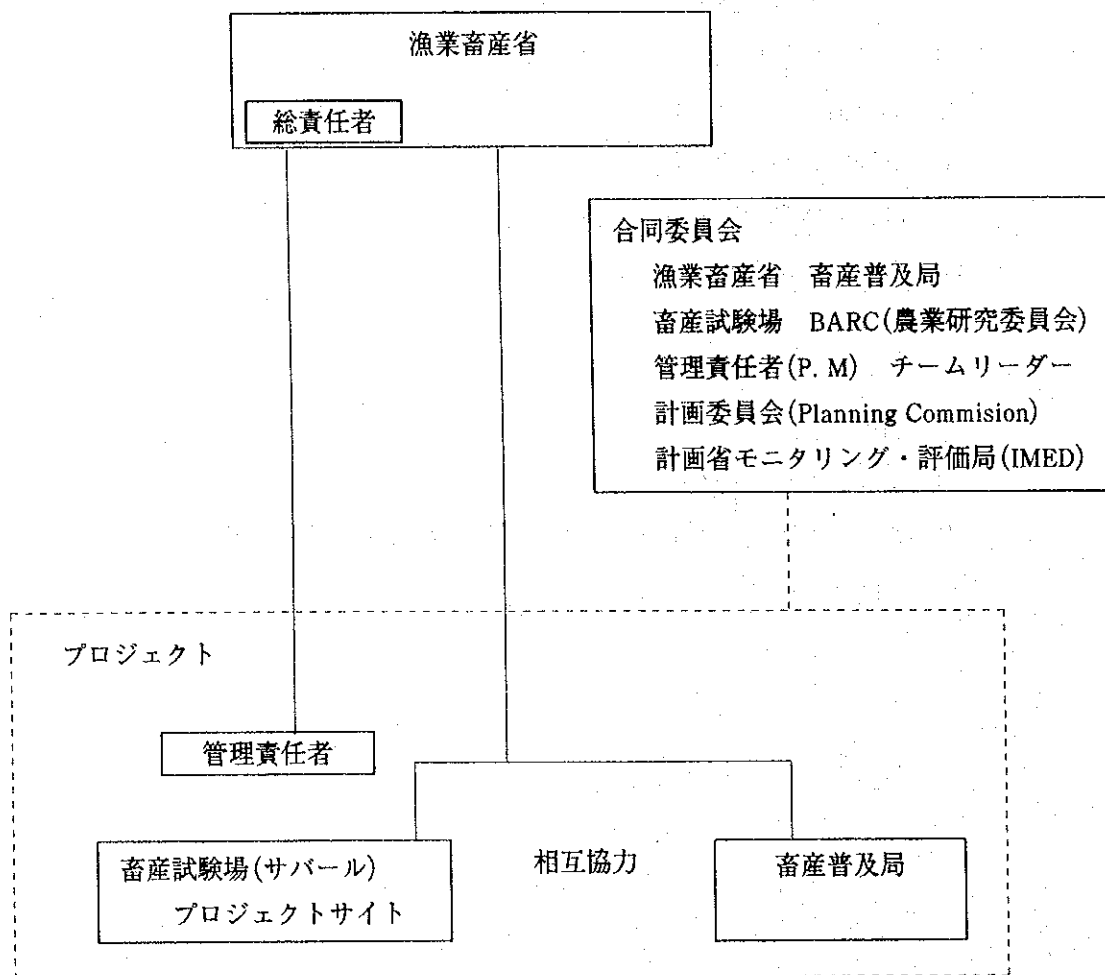 漁業畜産省
総責任者
合同委員会
漁業畜産省 畜産普及局
畜産試験場 BARC(農業研究委員会)
管理責任者(P. M) チームリーダー
計画委員会(Planning Commision)
計画省モニタリング・評価局(IMED)
プロジェクト
管理責任者
畜産試験場(サバール)
プロジェクトサイト
相互協力
畜産普及局